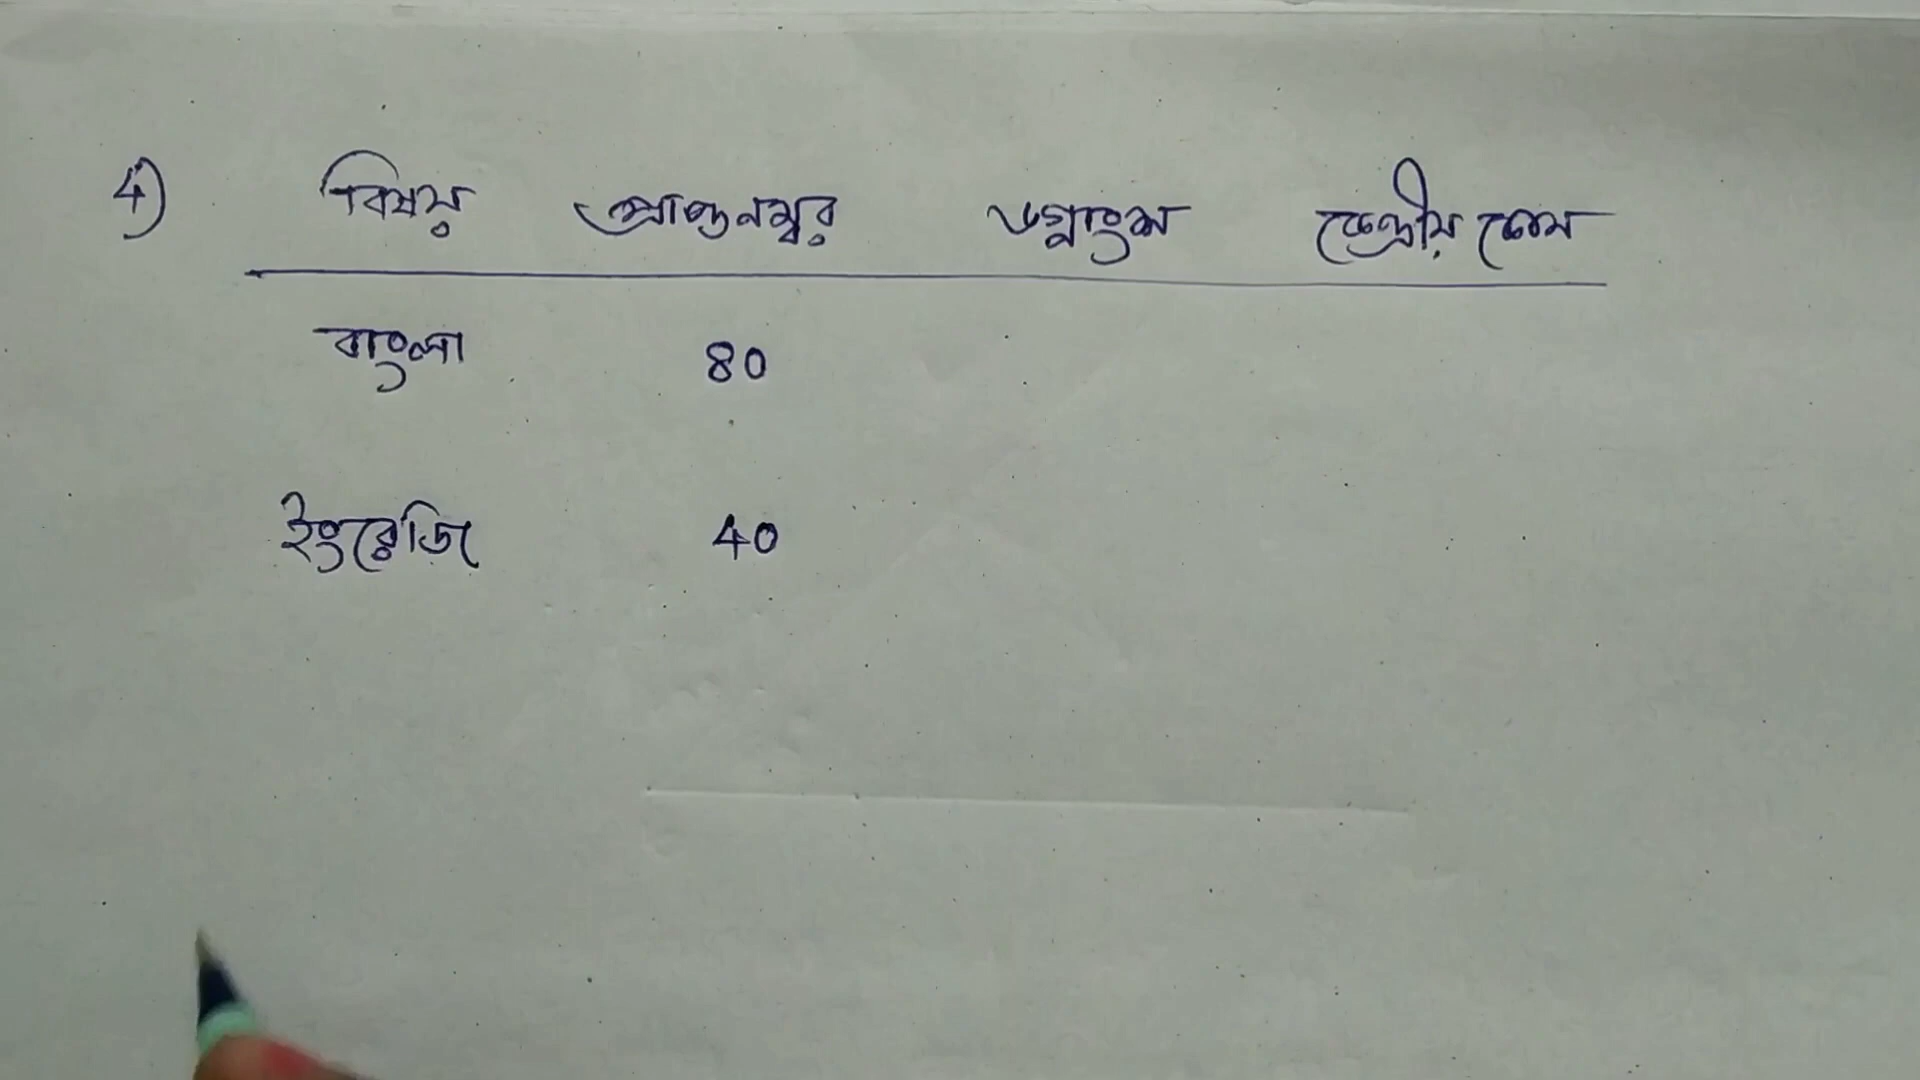 4) বিষয় প্রাপ্তনম্বর ভগ্নাংশ কেন্দ্রীয় কোণ
বাংলা 80
ইংরেজি 40